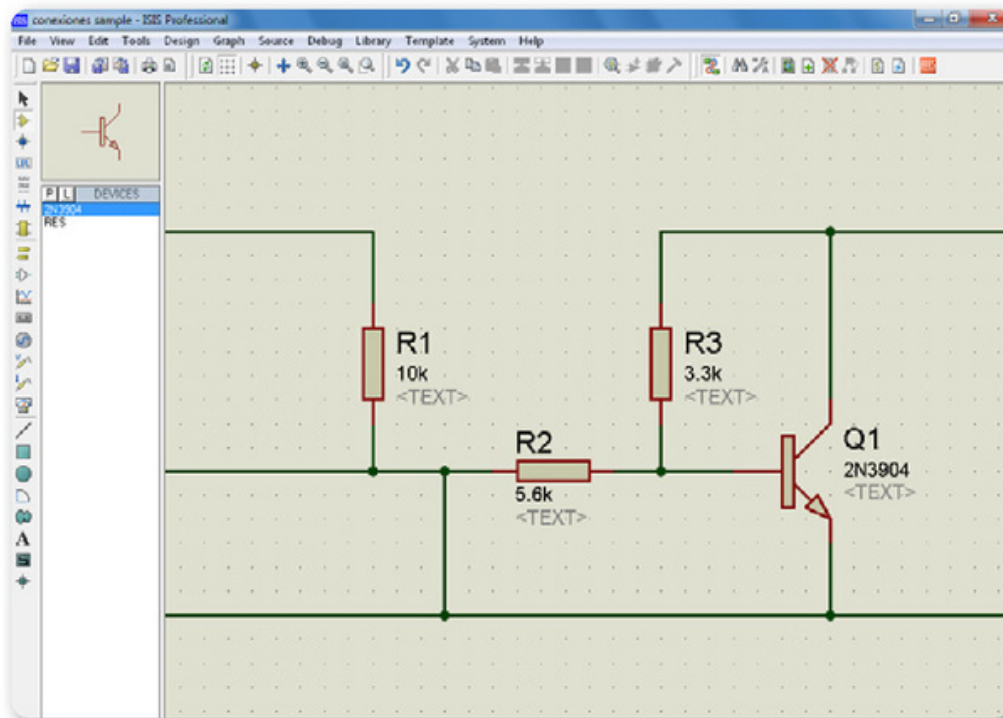 ISIS conexiones sample - ISIS Professional
File View Edit Tools Design Graph Source Debug Library Template System Help
P L DEVICES
2N3904
RES
R1
10k
<TEXT>
R3
3.3k
<TEXT>
R2
5.6k
<TEXT>
Q1
2N3904
<TEXT>
A